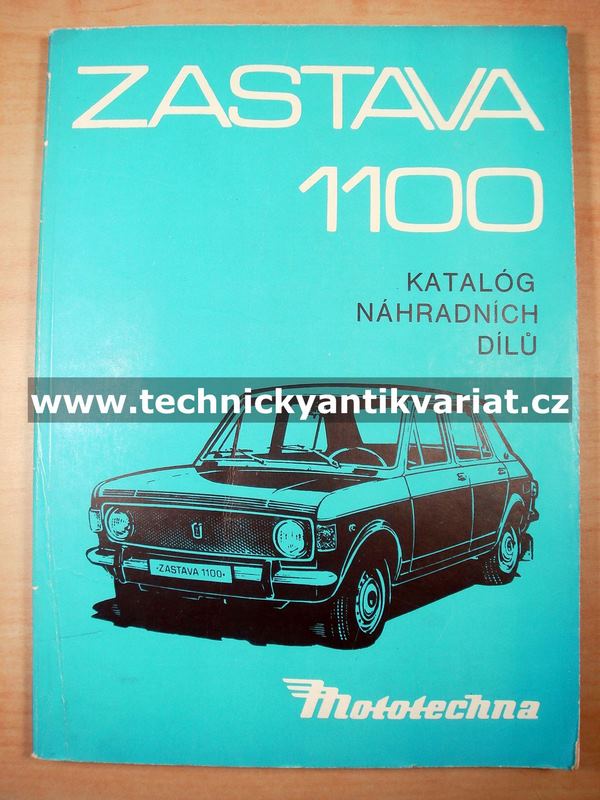 ZASTAVA
1100
KATALÓG
NÁHRADNÍCH
DÍLŮ
www.technickyantikvariat.cz
ZASTAVA 1100
Mototechna